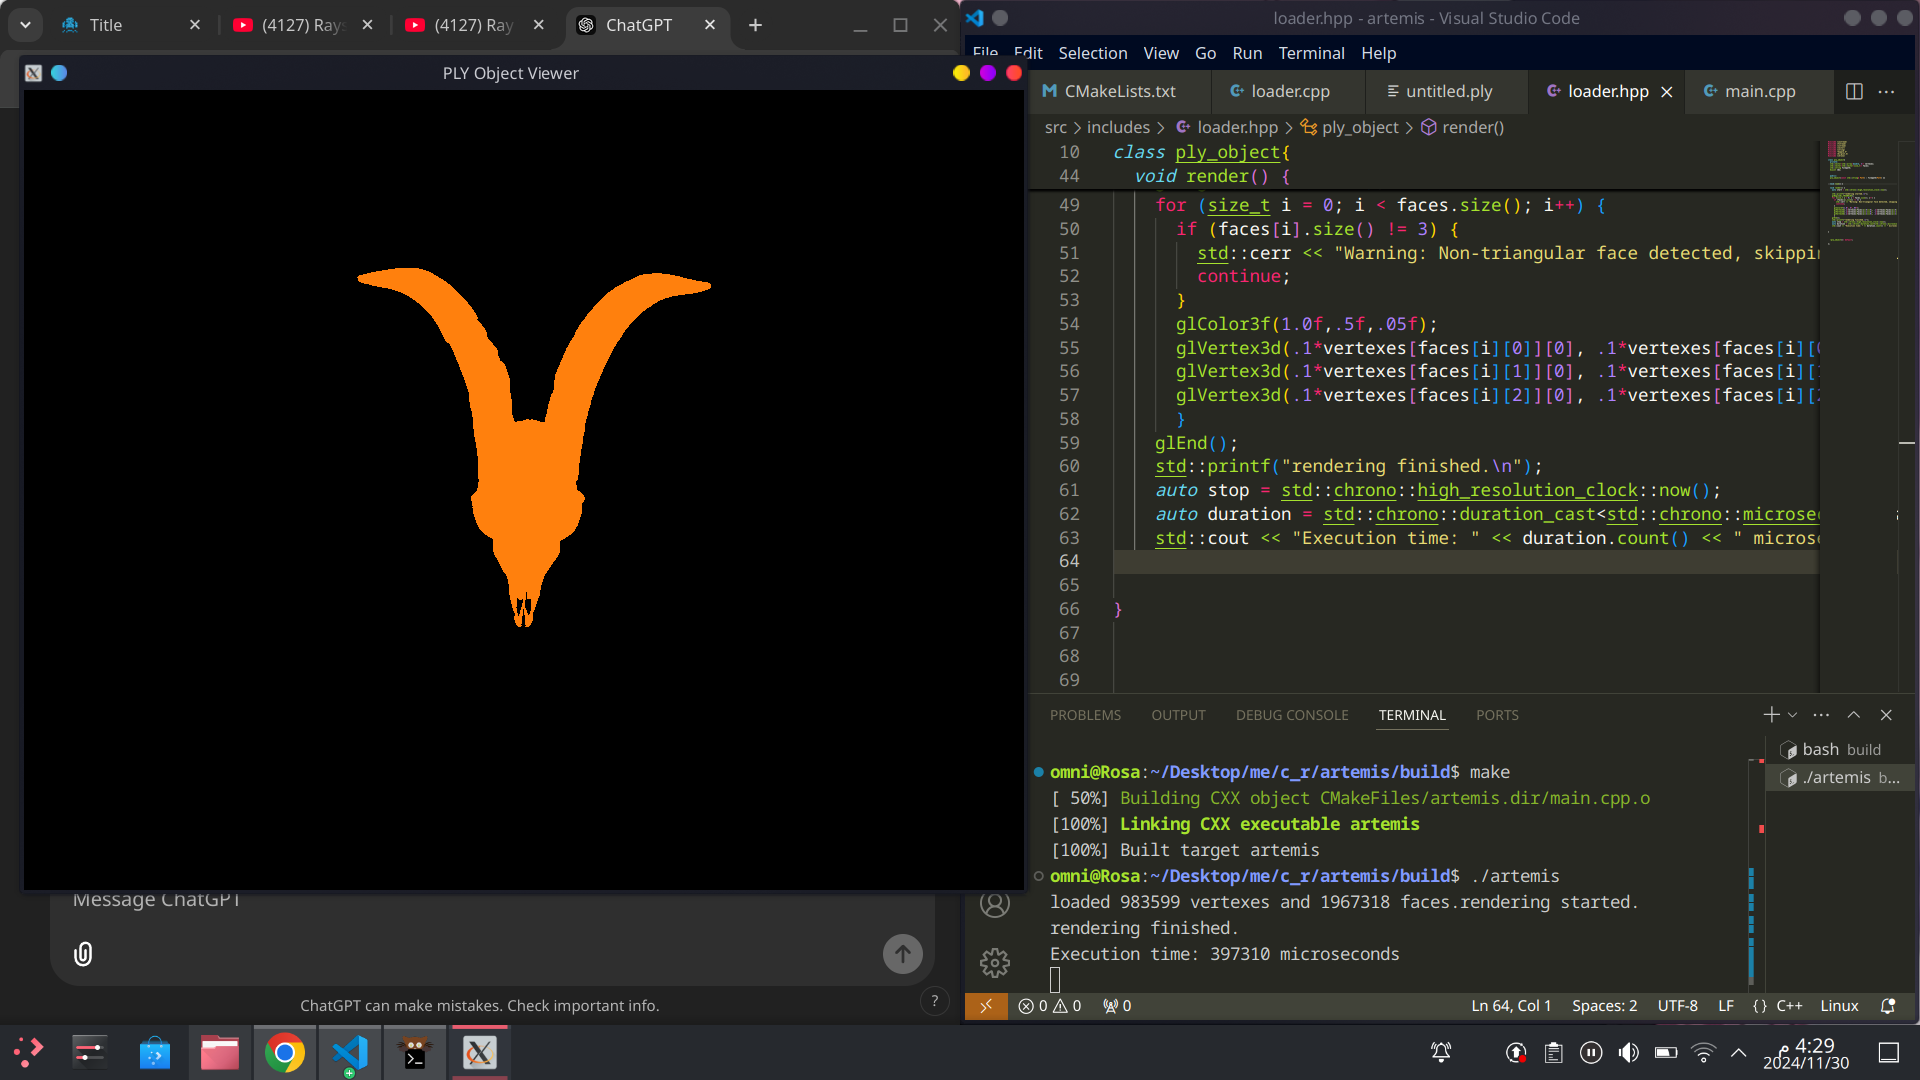 Title
(4127) Rays
(4127) Ray
ChatGPT
PLY Object Viewer
Message ChatGPT
ChatGPT can make mistakes. Check important info.
?
loader.hpp - artemis - Visual Studio Code
File Edit Selection View Go Run Terminal Help
CMakeLists.txt
loader.cpp
untitled.ply
loader.hpp
main.cpp
src > includes > loader.hpp > ply_object > render()
10 class ply_object{
44 void render() {
49 for (size_t i = 0; i < faces.size(); i++) {
50 if (faces[i].size() != 3) {
51 std::cerr << "Warning: Non-triangular face detected, skippin
52 continue;
53 }
54 glColor3f(1.0f,.5f,.05f);
55 glVertex3d(.1*vertexes[faces[i][0]][0], .1*vertexes[faces[i][0
56 glVertex3d(.1*vertexes[faces[i][1]][0], .1*vertexes[faces[i][1
57 glVertex3d(.1*vertexes[faces[i][2]][0], .1*vertexes[faces[i][2
58 }
59 glEnd();
60 std::printf("rendering finished.\n");
61 auto stop = std::chrono::high_resolution_clock::now();
62 auto duration = std::chrono::duration_cast<std::chrono::microsec
63 std::cout << "Execution time: " << duration.count() << " microse
64
65
66 }
67
68
69
PROBLEMS OUTPUT DEBUG CONSOLE TERMINAL PORTS
bash build
./artemis b...
omni@Rosa:~/Desktop/me/c_r/artemis/build$ make
[ 50%] Building CXX object CMakeFiles/artemis.dir/main.cpp.o
[100%] Linking CXX executable artemis
[100%] Built target artemis
omni@Rosa:~/Desktop/me/c_r/artemis/build$ ./artemis
loaded 983599 vertexes and 1967318 faces.rendering started.
rendering finished.
Execution time: 397310 microseconds
0 0 0 Ln 64, Col 1 Spaces: 2 UTF-8 LF {} C++ Linux
4:29 م
2024/11/30